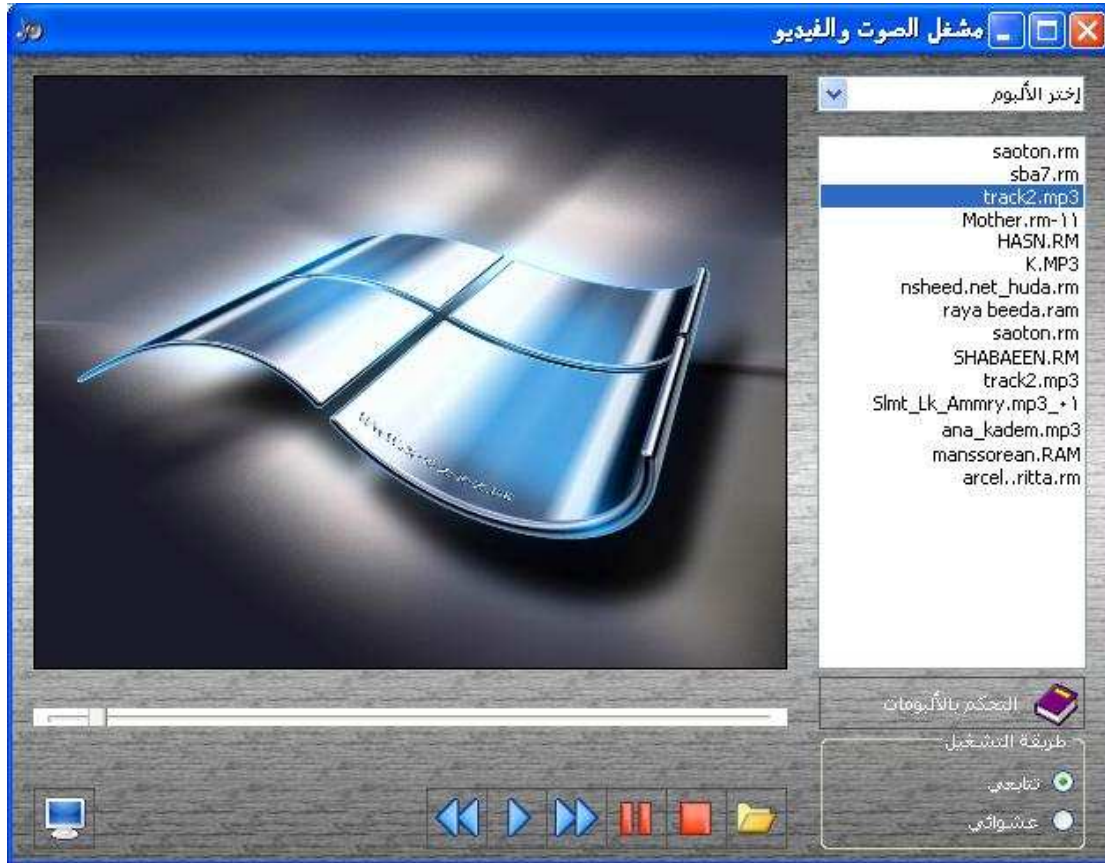 مشغل الصوت والفيديو
إختر الألبوم
saoton.rm
sba7.rm
track2.mp3
Mother.rm-١١
HASN.RM
K.MP3
nsheed.net_huda.rm
raya beeda.ram
saoton.rm
SHABAEEN.RM
track2.mp3
Slmt_Lk_Ammry.mp3_٠١
ana_kadem.mp3
manssorean.RAM
arcel..ritta.rm
التحكم بالألبومات
طريقة التشغيل
تتابعي
عشوائي